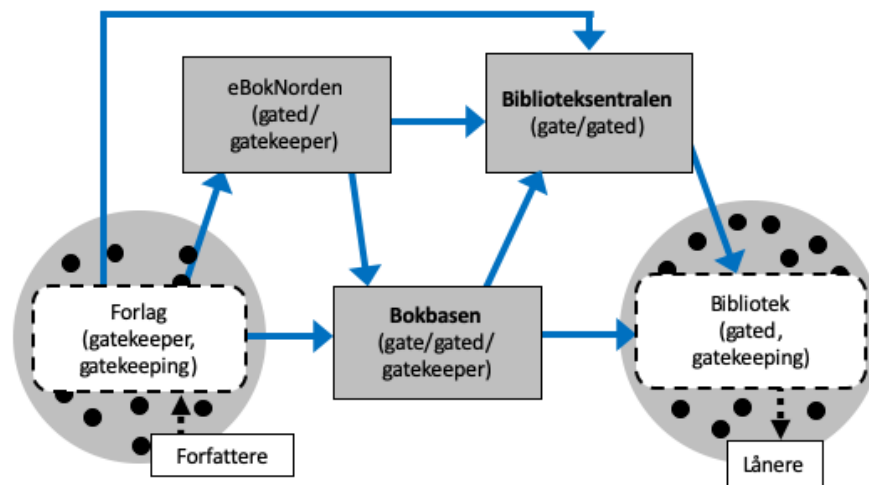 eBokNorden
(gated/
gatekeeper)
Biblioteksentralen
(gate/gated)
Forlag
(gatekeeper,
gatekeeping)
Bokbasen
(gate/gated/
gatekeeper)
Bibliotek
(gated,
gatekeeping)
Forfattere
Lånere